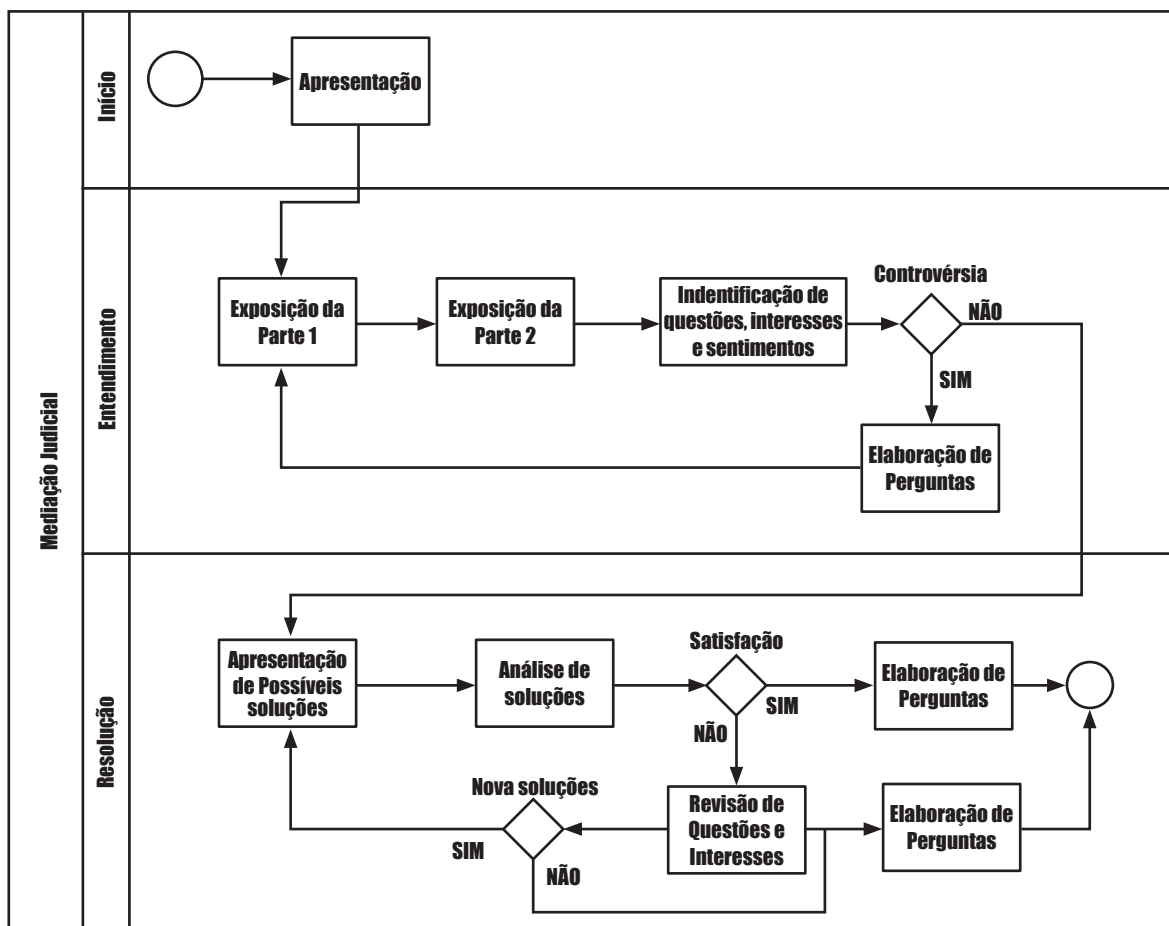 Mediação Judicial
Início
Apresentação
Entendimento
Exposição da
Parte 1
Exposição da
Parte 2
Indentificação de
questões, interesses
e sentimentos
Controvérsia
NÃO
SIM
Elaboração de
Perguntas
Resolução
Apresentação
de Possíveis
soluções
Análise de
soluções
Satisfação
SIM
NÃO
Elaboração de
Perguntas
Nova soluções
SIM
NÃO
Revisão de
Questões e
Interesses
Elaboração de
Perguntas